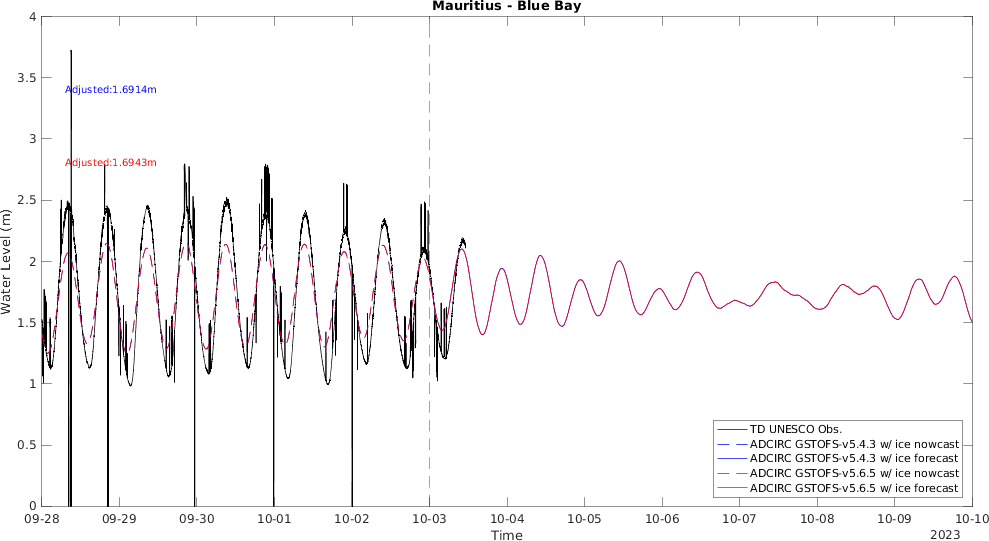 Mauritius - Blue Bay
4
3.5
3
2.5
2
1.5
1
0.5
0
Water Level (m)
Adjusted:1.6914m
Adjusted:1.6943m
TD UNESCO Obs.
ADCIRC GSTOFS-v5.4.3 w/ ice nowcast
ADCIRC GSTOFS-v5.4.3 w/ ice forecast
ADCIRC GSTOFS-v5.6.5 w/ ice nowcast
ADCIRC GSTOFS-v5.6.5 w/ ice forecast
09-28 09-29 09-30 10-01 10-02 10-03 10-04 10-05 10-06 10-07 10-08 10-09 10-10
Time
2023